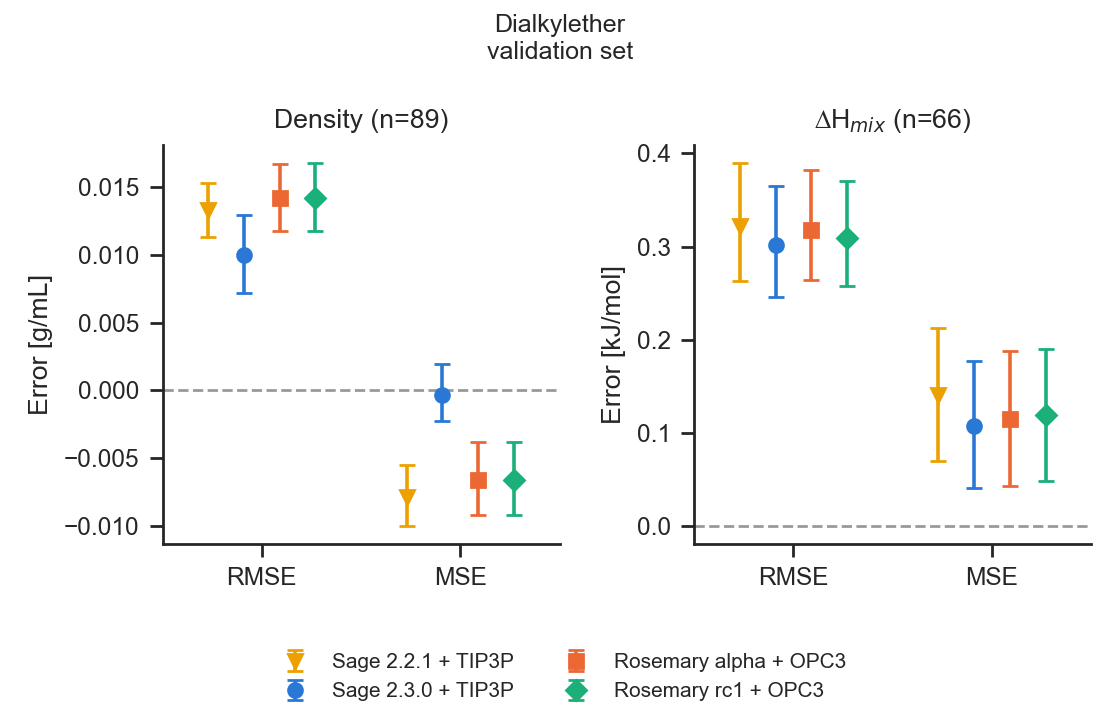 Dialkylether
validation set
Density (n=89)
ΔH_mix (n=66)
Error [g/mL]
0.015
0.010
0.005
0.000
−0.005
−0.010
RMSE
MSE
Error [kJ/mol]
0.4
0.3
0.2
0.1
0.0
RMSE
MSE
Sage 2.2.1 + TIP3P
Sage 2.3.0 + TIP3P
Rosemary alpha + OPC3
Rosemary rc1 + OPC3